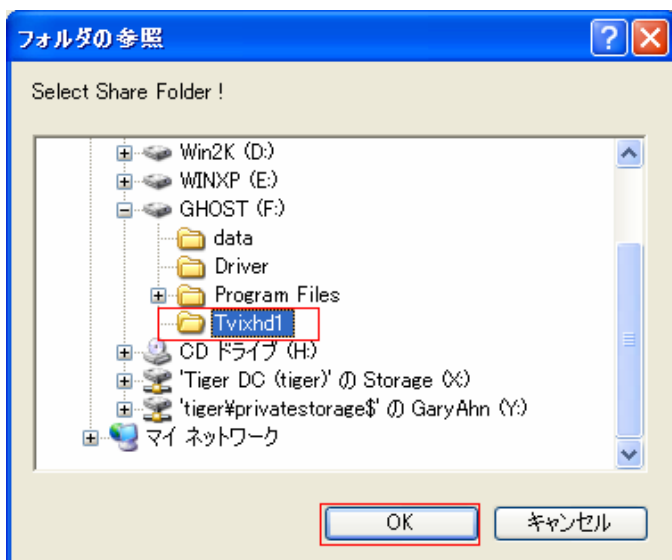 フォルダの参照
Select Share Folder !
Win2K (D:)
WINXP (E:)
GHOST (F:)
data
Driver
Program Files
Tvixhd1
CD ドライブ (H:)
'Tiger DC (tiger)' の Storage (X:)
'tiger¥privatestorage$' の GaryAhn (Y:)
マイ ネットワーク
OK キャンセル